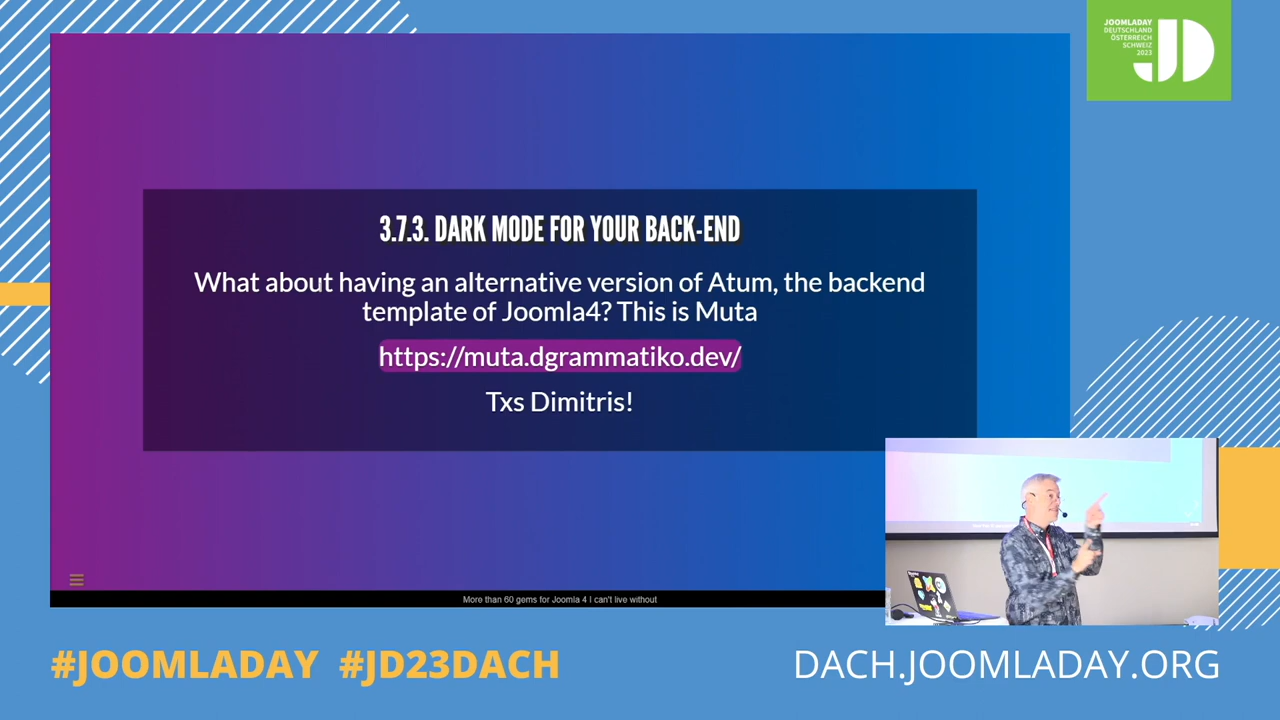 JOOMLADAY
DEUTSCHLAND
ÖSTERREICH
SCHWEIZ
2023
JD
3.7.3. DARK MODE FOR YOUR BACK-END
What about having an alternative version of Atum, the backend
template of Joomla4? This is Muta
https://muta.dgrammatiko.dev/
Txs Dimitris!
More than 60 gems for Joomla 4 I can't live without
#JOOMLADAY #JD23DACH
DACH.JOOMLADAY.ORG